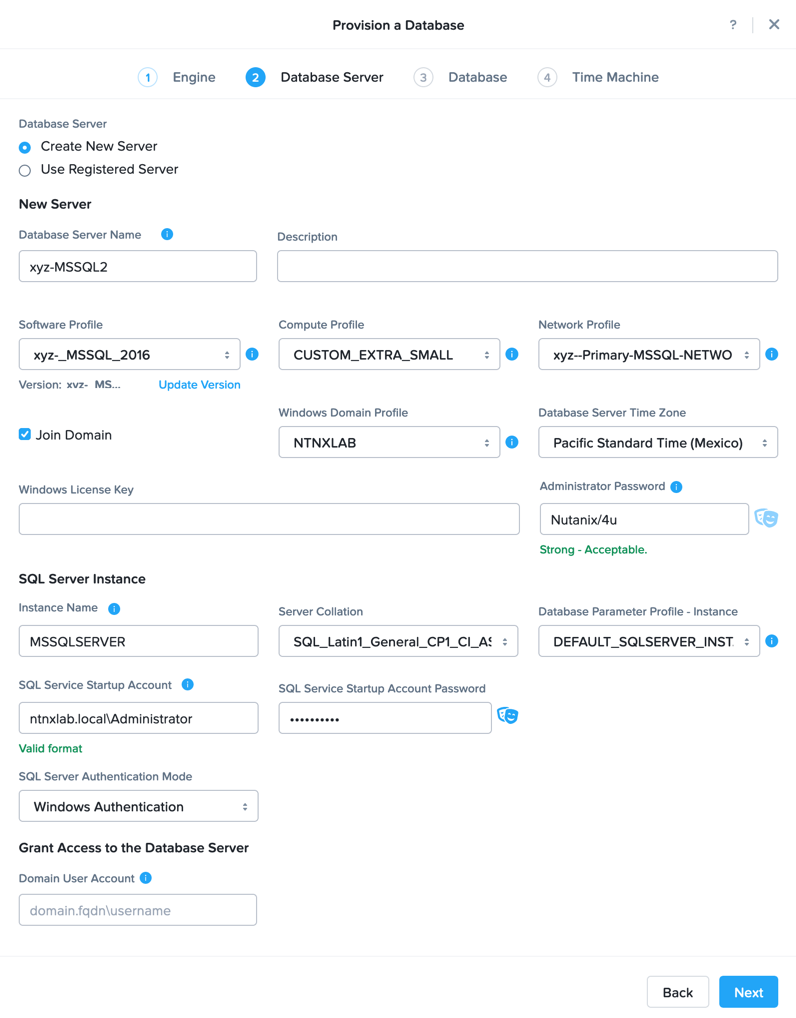 Provision a Database
?
1 Engine 2 Database Server 3 Database 4 Time Machine
Database Server
Create New Server
Use Registered Server
New Server
Database Server Name
Description
xyz-MSSQL2
Software Profile
Compute Profile
Network Profile
xyz-_MSSQL_2016
CUSTOM_EXTRA_SMALL
xyz--Primary-MSSQL-NETWO
Version: xyz- MS...
Update Version
Join Domain
Windows Domain Profile
Database Server Time Zone
NTNXLAB
Pacific Standard Time (Mexico)
Windows License Key
Administrator Password
Nutanix/4u
Strong - Acceptable.
SQL Server Instance
Instance Name
Server Collation
Database Parameter Profile - Instance
MSSQLSERVER
SQL_Latin1_General_CP1_CI_AS
DEFAULT_SQLSERVER_INST
SQL Service Startup Account
SQL Service Startup Account Password
ntnxlab.local\Administrator
••••••••••
Valid format
SQL Server Authentication Mode
Windows Authentication
Grant Access to the Database Server
Domain User Account
domain.fqdn\username
Back
Next